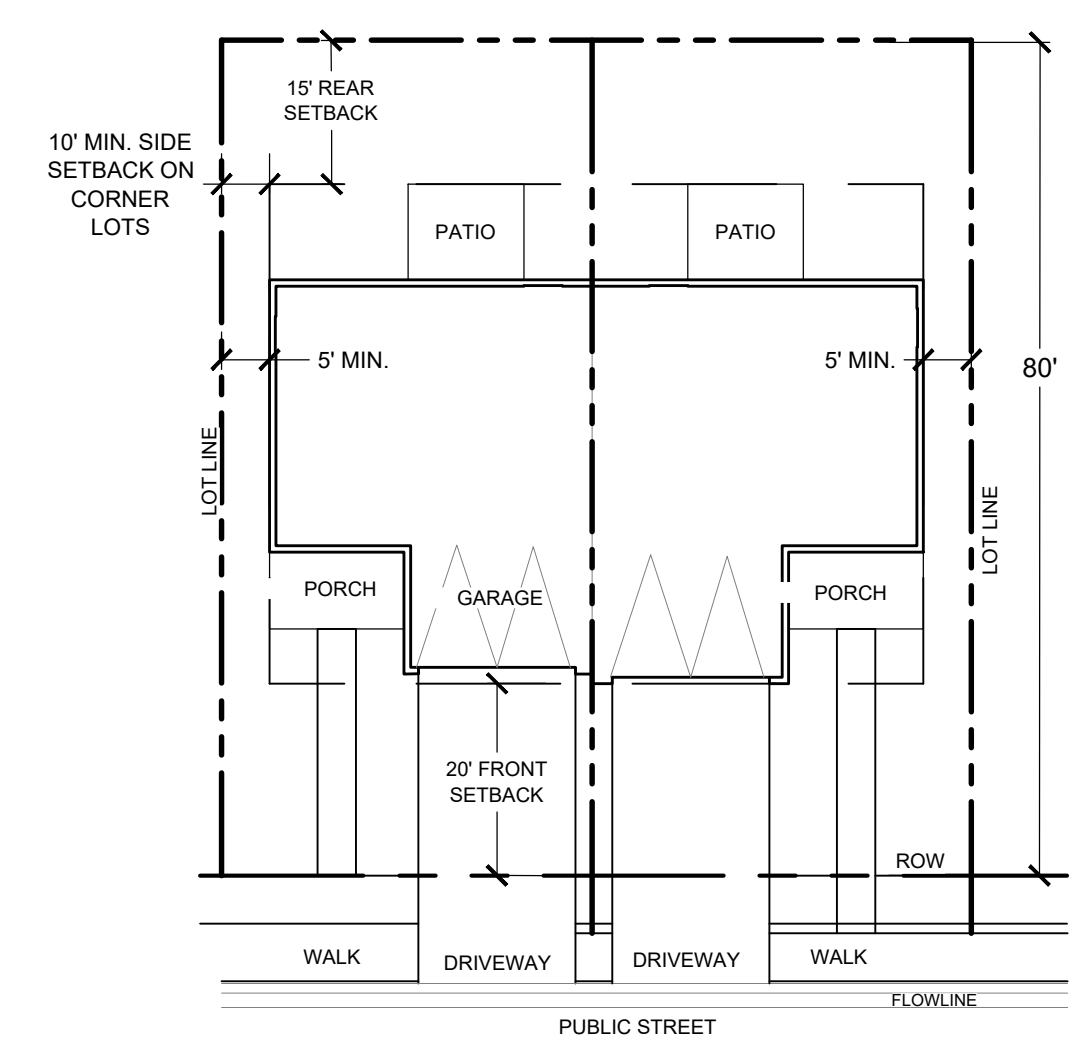 15' REAR
SETBACK
10' MIN. SIDE
SETBACK ON
CORNER
LOTS
PATIO
PATIO
5' MIN.
5' MIN.
80'
LOT LINE
LOT LINE
PORCH
GARAGE
PORCH
20' FRONT
SETBACK
ROW
WALK
DRIVEWAY
DRIVEWAY
WALK
FLOWLINE
PUBLIC STREET